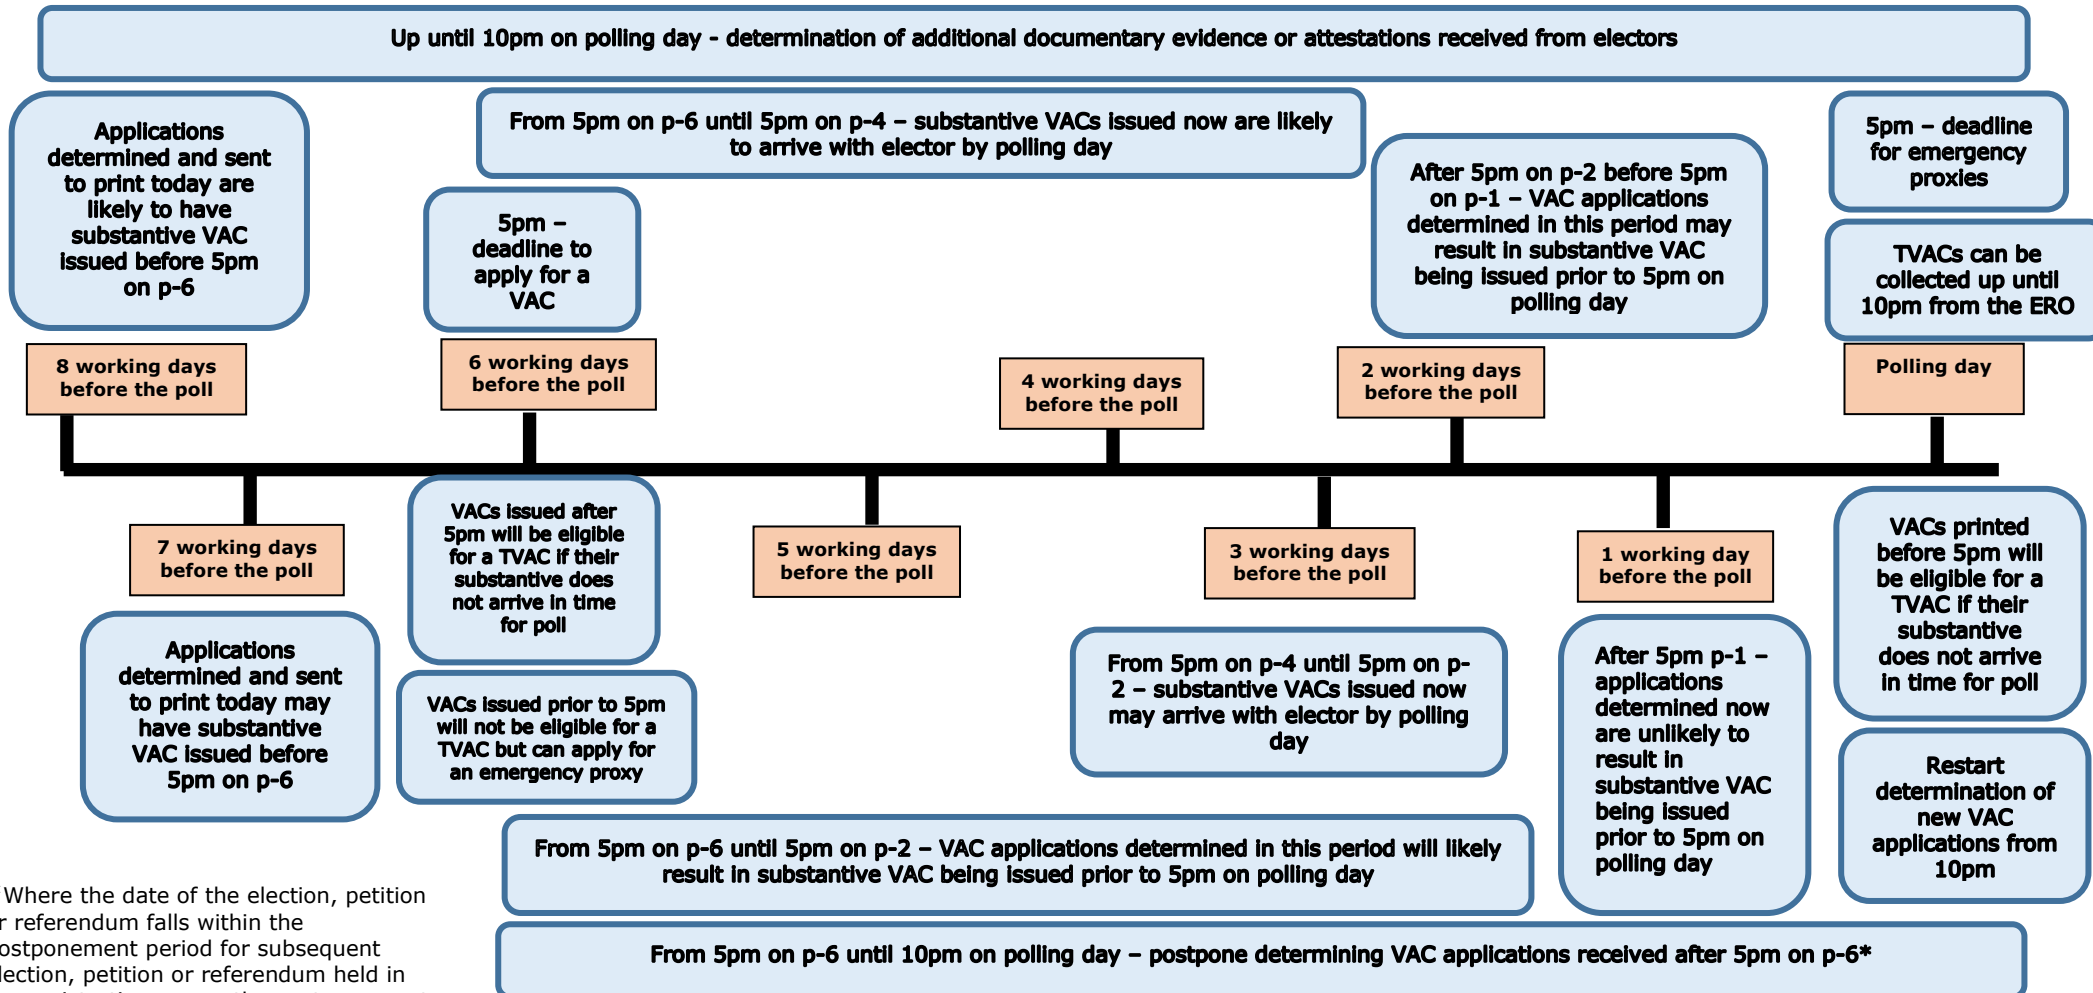 Up until 10pm on polling day - determination of additional documentary evidence or attestations received from electors
Applications
determined and sent
to print today are
likely to have
substantive VAC
issued before 5pm
on p-6
From 5pm on p-6 until 5pm on p-4 – substantive VACs issued now are likely
to arrive with elector by polling day
5pm –
deadline to
apply for a
VAC
After 5pm on p-2 before 5pm
on p-1 – VAC applications
determined in this period may
result in substantive VAC
being issued prior to 5pm on
polling day
5pm – deadline
for emergency
proxies
TVACs can be
collected up until
10pm from the ERO
8 working days
before the poll
6 working days
before the poll
4 working days
before the poll
2 working days
before the poll
Polling day
7 working days
before the poll
VACs issued after
5pm will be eligible
for a TVAC if their
substantive does
not arrive in time
for poll
5 working days
before the poll
3 working days
before the poll
1 working day
before the poll
VACs printed
before 5pm will
be eligible for a
TVAC if their
substantive
does not arrive
in time for poll
Applications
determined and sent
to print today may
have substantive
VAC issued before
5pm on p-6
VACs issued prior to 5pm
will not be eligible for a
TVAC but can apply for
an emergency proxy
From 5pm on p-4 until 5pm on p-
2 – substantive VACs issued now
may arrive with elector by polling
day
After 5pm p-1 –
applications
determined now
are unlikely to
result in
substantive VAC
being issued
prior to 5pm on
polling day
Restart
determination of
new VAC
applications from
10pm
From 5pm on p-6 until 5pm on p-2 – VAC applications determined in this period will likely
result in substantive VAC being issued prior to 5pm on polling day
From 5pm on p-6 until 10pm on polling day – postpone determining VAC applications received after 5pm on p-6*
Where the date of the election, petition
r referendum falls within the
ostponement period for subsequent
lection, petition or referendum held in